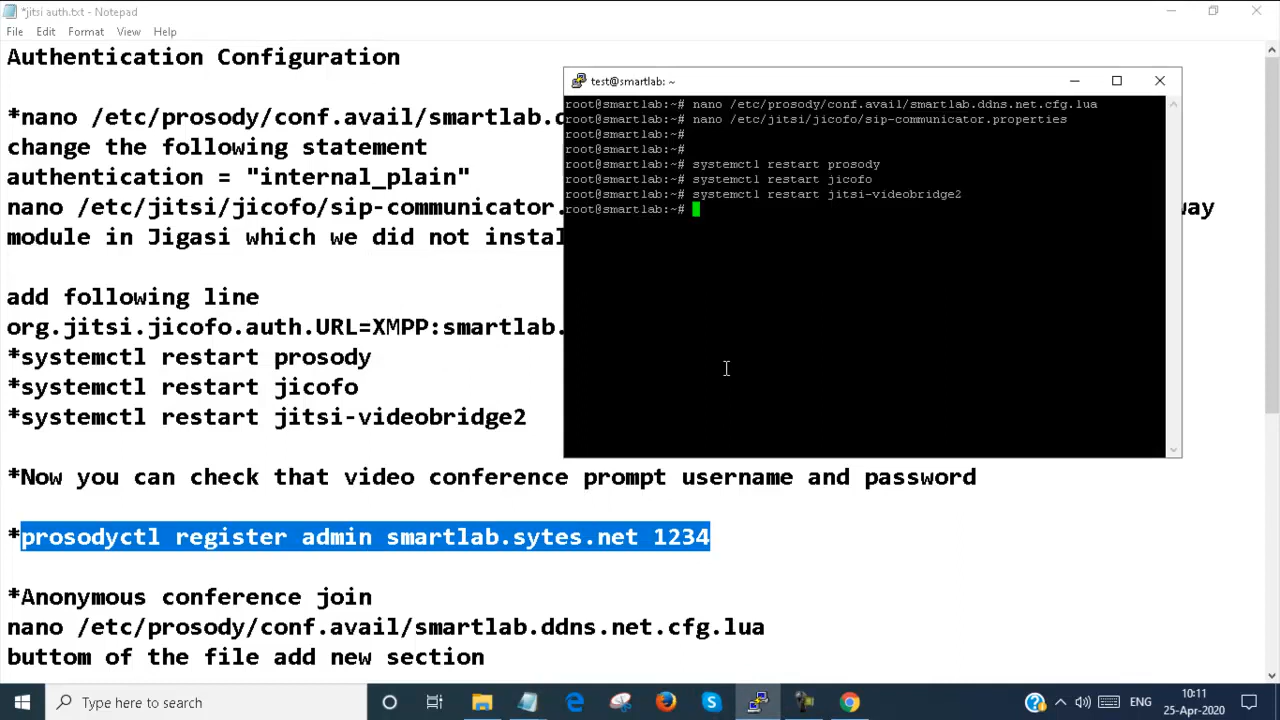 *jitsi auth.txt - Notepad
File Edit Format View Help
Authentication Configuration
*nano /etc/prosody/conf.avail/smartlab.d
change the following statement
authentication = "internal_plain"
nano /etc/jitsi/jicofo/sip-communicator.
way
module in Jigasi which we did not instal
add following line
org.jitsi.jicofo.auth.URL=XMPP:smartlab.
*systemctl restart prosody
*systemctl restart jicofo
*systemctl restart jitsi-videobridge2
*Now you can check that video conference prompt username and password
*prosodyctl register admin smartlab.sytes.net 1234
*Anonymous conference join
nano /etc/prosody/conf.avail/smartlab.ddns.net.cfg.lua
buttom of the file add new section
test@smartlab: ~
root@smartlab:~# nano /etc/prosody/conf.avail/smartlab.ddns.net.cfg.lua
root@smartlab:~# nano /etc/jitsi/jicofo/sip-communicator.properties
root@smartlab:~#
root@smartlab:~#
root@smartlab:~# systemctl restart prosody
root@smartlab:~# systemctl restart jicofo
root@smartlab:~# systemctl restart jitsi-videobridge2
root@smartlab:~#
Type here to search
ENG
10:11
25-Apr-2020